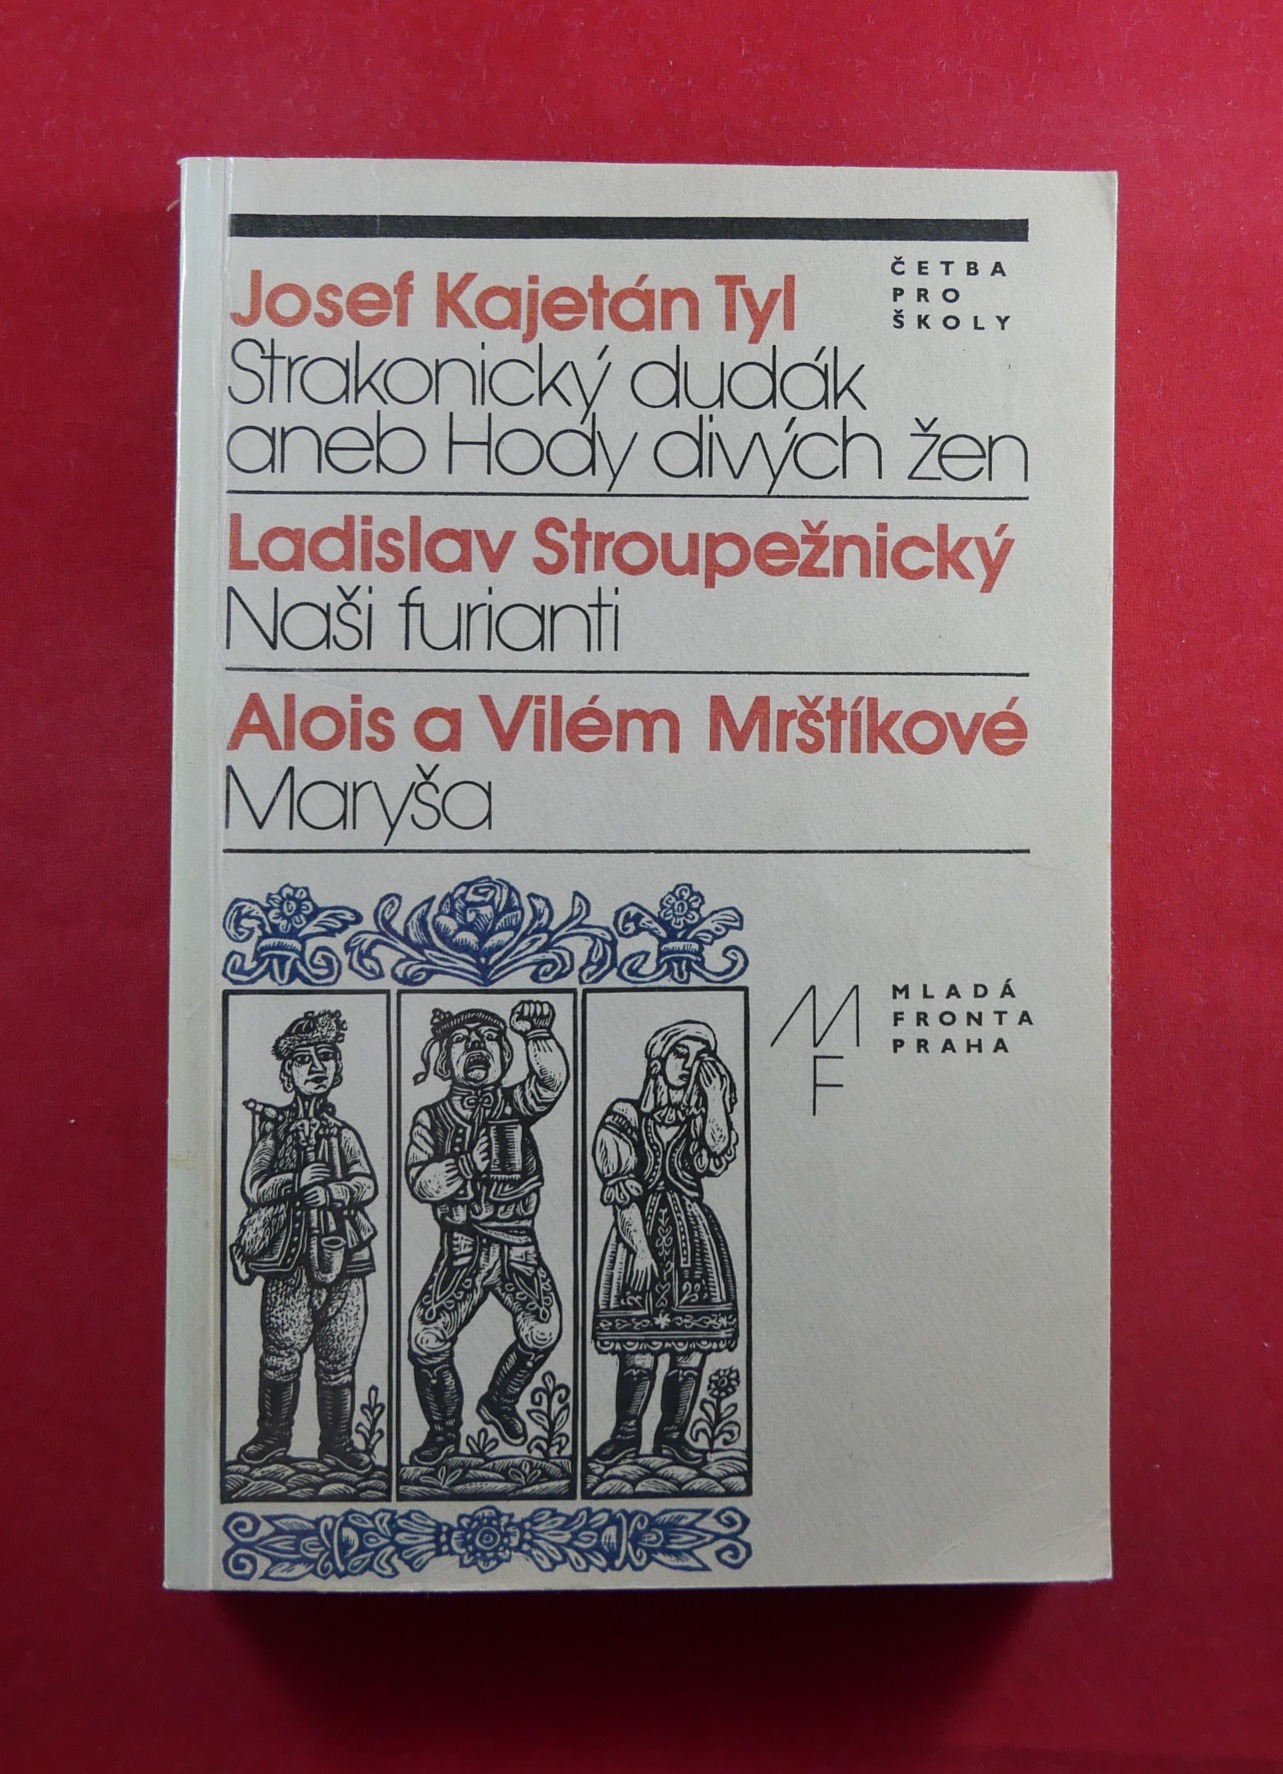 Josef Kajetán Tyl
Strakonický dudák
aneb Hody divých žen
ČETBA
PRO
ŠKOLY
Ladislav Stroupežnický
Naši furianti
Alois a Vilém Mrštíkové
Maryša
MF
MLADÁ
FRONTA
PRAHA